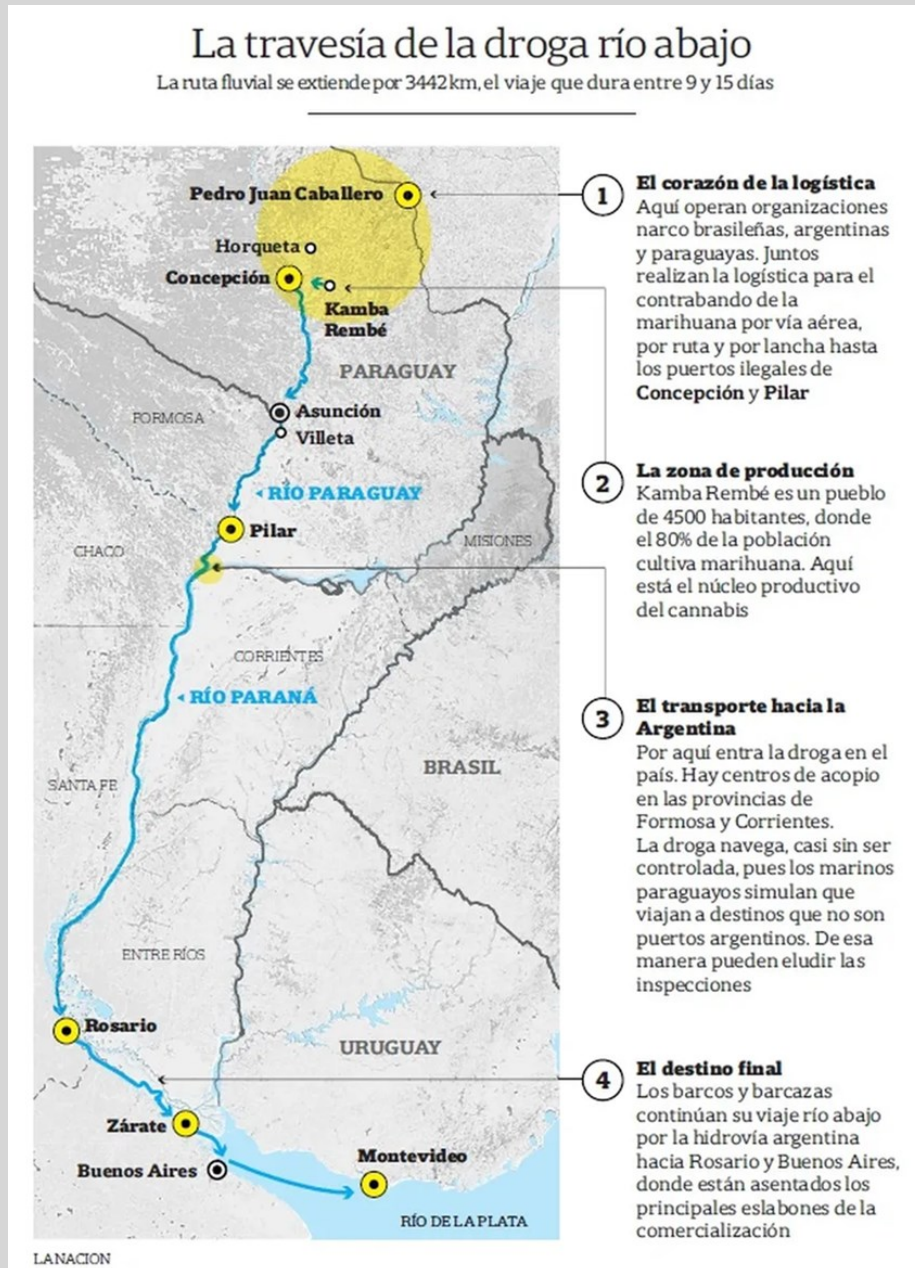 La travesía de la droga río abajo
La ruta fluvial se extiende por 3442 km, el viaje que dura entre 9 y 15 días
Pedro Juan Caballero
Horqueta
Concepción
Kamba
Rembé
PARAGUAY
FORMOSA
Asunción
Villeta
RÍO PARAGUAY
Pilar
CHACO
MISIONES
CORRIENTES
RÍO PARANÁ
SANTA FE
BRASIL
ENTRE RÍOS
Rosario
URUGUAY
Zárate
Buenos Aires
Montevideo
RÍO DE LA PLATA
1
El corazón de la logística
Aquí operan organizaciones
narco brasileñas, argentinas
y paraguayas. Juntos
realizan la logística para el
contrabando de la
marihuana por vía aérea,
por ruta y por lancha hasta
los puertos ilegales de
Concepción y Pilar
2
La zona de producción
Kamba Rembé es un pueblo
de 4500 habitantes, donde
el 80% de la población
cultiva marihuana. Aquí
está el núcleo productivo
del cannabis
3
El transporte hacia la
Argentina
Por aquí entra la droga en el
país. Hay centros de acopio
en las provincias de
Formosa y Corrientes.
La droga navega, casi sin ser
controlada, pues los marinos
paraguayos simulan que
viajan a destinos que no son
puertos argentinos. De esa
manera pueden eludir las
inspecciones
4
El destino final
Los barcos y barcazas
continúan su viaje río abajo
por la hidrovía argentina
hacia Rosario y Buenos Aires,
donde están asentados los
principales eslabones de la
comercialización
LA NACION